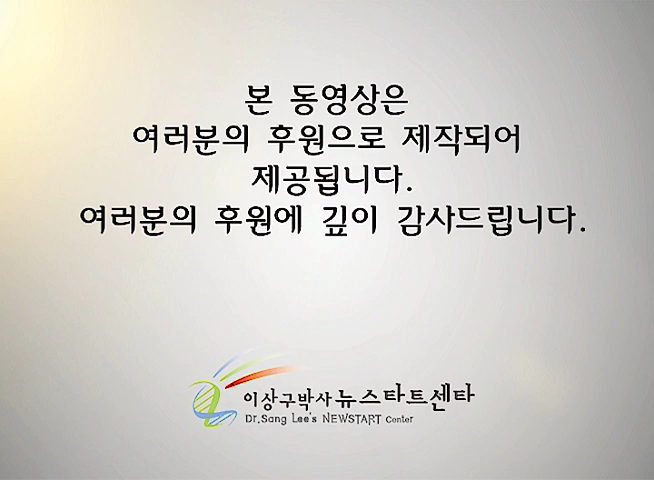 본 동영상은
여러분의 후원으로 제작되어
제공됩니다.
여러분의 후원에 깊이 감사드립니다.
이상구박사 뉴스타트센타
Dr.Sang Lee's NEWSTART Center